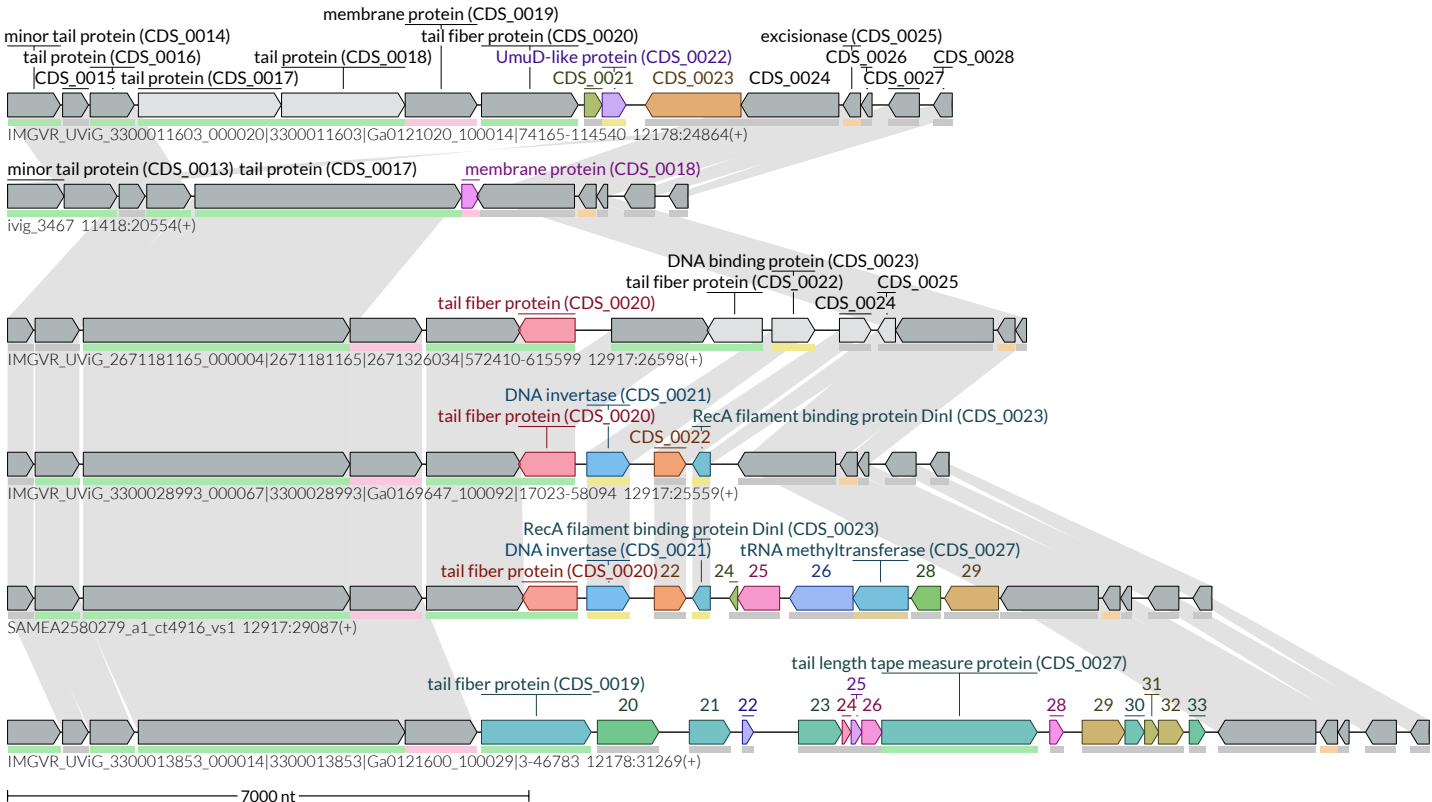 membrane protein (CDS_0019)
minor tail protein (CDS_0014) tail fiber protein (CDS_0020) excisionase (CDS_0025)
tail protein (CDS_0016) tail protein (CDS_0018) UmuD-like protein (CDS_0022) CDS_0026 CDS_0028
CDS_0015 tail protein (CDS_0017) CDS_0021 CDS_0023 CDS_0024 CDS_0027
IMGVR_UViG_3300011603_000020|3300011603|Ga0121020_100014|74165-114540 12178:24864(+)
minor tail protein (CDS_0013) tail protein (CDS_0017) membrane protein (CDS_0018)
ivig_3467 11418:20554(+)
DNA binding protein (CDS_0023)
tail fiber protein (CDS_0022) CDS_0025
tail fiber protein (CDS_0020) CDS_0024
IMGVR_UViG_2671181165_000004|2671181165|2671326034|572410-615599 12917:26598(+)
DNA invertase (CDS_0021)
tail fiber protein (CDS_0020) RecA filament binding protein DinI (CDS_0023)
CDS_0022
IMGVR_UViG_3300028993_000067|3300028993|Ga0169647_100092|17023-58094 12917:25559(+)
RecA filament binding protein DinI (CDS_0023)
DNA invertase (CDS_0021) tRNA methyltransferase (CDS_0027)
tail fiber protein (CDS_0020) 22 24 25 26 28 29
SAMEA2580279_a1_ct4916_vs1 12917:29087(+)
tail length tape measure protein (CDS_0027)
tail fiber protein (CDS_0019) 25 31
20 21 22 23 24 26 28 29 30 32 33
IMGVR_UViG_3300013853_000014|3300013853|Ga0121600_100029|3-46783 12178:31269(+)
7000 nt